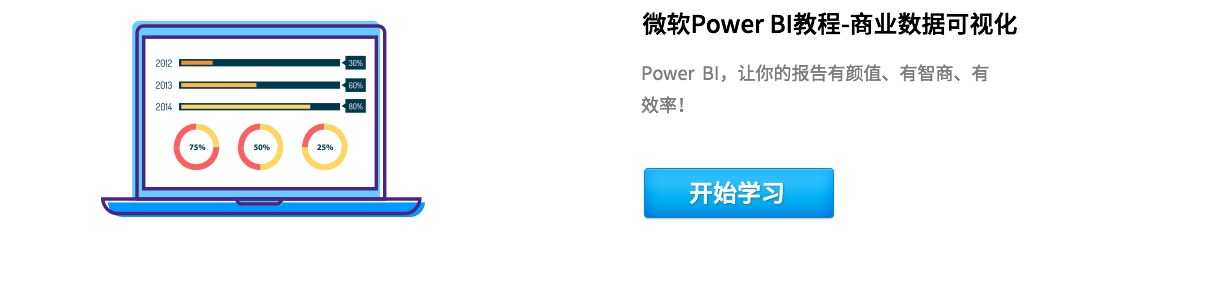 微软Power BI教程-商业数据可视化
Power BI，让你的报告有颜值、有智商、有
效率！
开始学习
2012 30%
2013 60%
2014 80%
75% 50% 25%